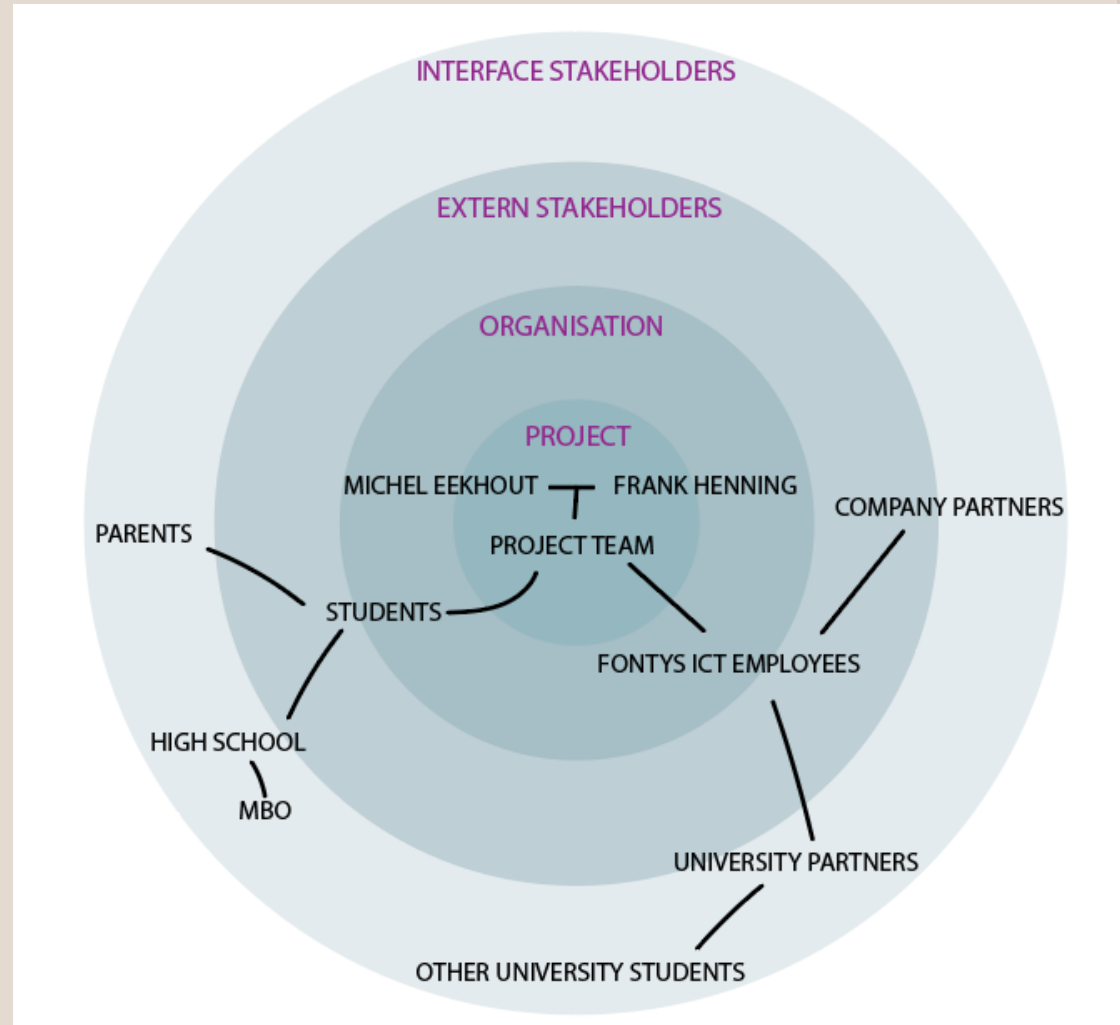 INTERFACE STAKEHOLDERS
EXTERN STAKEHOLDERS
ORGANISATION
PROJECT
MICHEL EEKHOUT
FRANK HENNING
COMPANY PARTNERS
PARENTS
PROJECT TEAM
STUDENTS
FONTYS ICT EMPLOYEES
HIGH SCHOOL
MBO
UNIVERSITY PARTNERS
OTHER UNIVERSITY STUDENTS